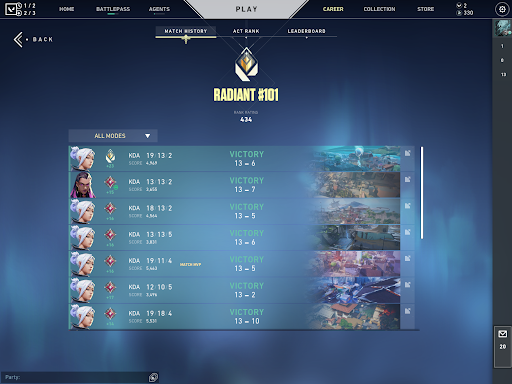 1 / 2
2 / 3
HOME
BATTLEPASS
AGENTS
PLAY
CAREER
COLLECTION
STORE
2
330
BACK
MATCH HISTORY
ACT RANK
LEADERBOARD
RADIANT #101
RANK RATING
434
ALL MODES
KDA 19 13 2
SCORE 4,969
VICTORY
13 - 6
KDA 13 13 2
SCORE 3,655
VICTORY
13 - 7
KDA 18 13 2
SCORE 4,964
VICTORY
13 - 5
KDA 13 13 5
SCORE 3,831
VICTORY
13 - 6
KDA 19 11 4
SCORE 5,660
MATCH MVP
VICTORY
13 - 5
KDA 12 10 5
SCORE 3,496
VICTORY
13 - 2
KDA 19 18 4
SCORE 5,531
VICTORY
13 - 10
1
0
13
20
Party: